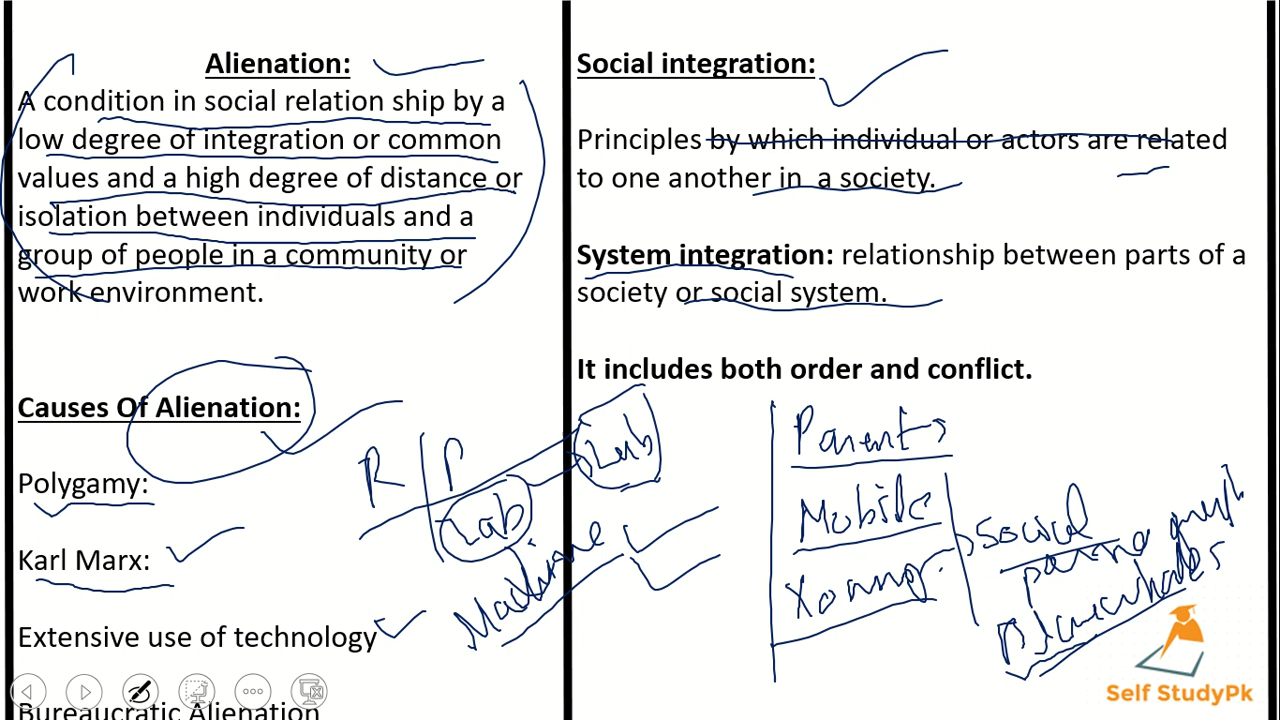 Alienation:
A condition in social relation ship by a
low degree of integration or common
values and a high degree of distance or
isolation between individuals and a
group of people in a community or
work environment.
Causes Of Alienation:
Polygamy:
Karl Marx:
Extensive use of technology
Bureaucratic Alienation
R P
Lab
Lab
Machine
Social integration:
Principles by which individual or actors are related
to one another in a society.
System integration: relationship between parts of a
society or social system.
It includes both order and conflict.
Parents
Mobile
Social
Self StudyPk